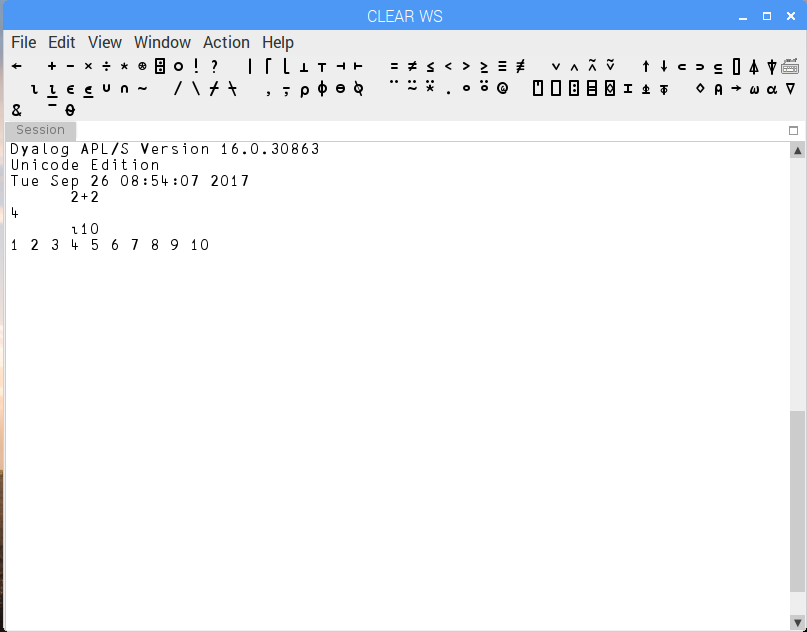 CLEAR WS
File Edit View Window Action Help
← + - × ÷ * ⍟ ⌹ ○ ! ? | ⌈ ⌊ ⊥ ⊤ ⊣ ⊢ = ≠ ≤ < > ≥ ≡ ≢ ∨ ∧ ⍲ ⍱ ↑ ↓ ⊂ ⊃ ⊆ ⌷ ⍋ ⍒
⍳ ⍸ ∊ ⍷ ∪ ∩ ~ / \ ⌿ ⍀ , ⍪ ⍴ ⌽ ⊖ ⍉ ¨ ⍨ ⍣ . ∘ ⍤ @ ⍞ ⎕ ⍠ ⌸ ⌺ ⌶ ⍎ ⍕ ⋄ ⍝ → ⍵ ⍺ ∇
& ¯ ⍬
Session
Dyalog APL/S Version 16.0.30863
Unicode Edition
Tue Sep 26 08:54:07 2017
      2+2
4
      ⍳10
1 2 3 4 5 6 7 8 9 10